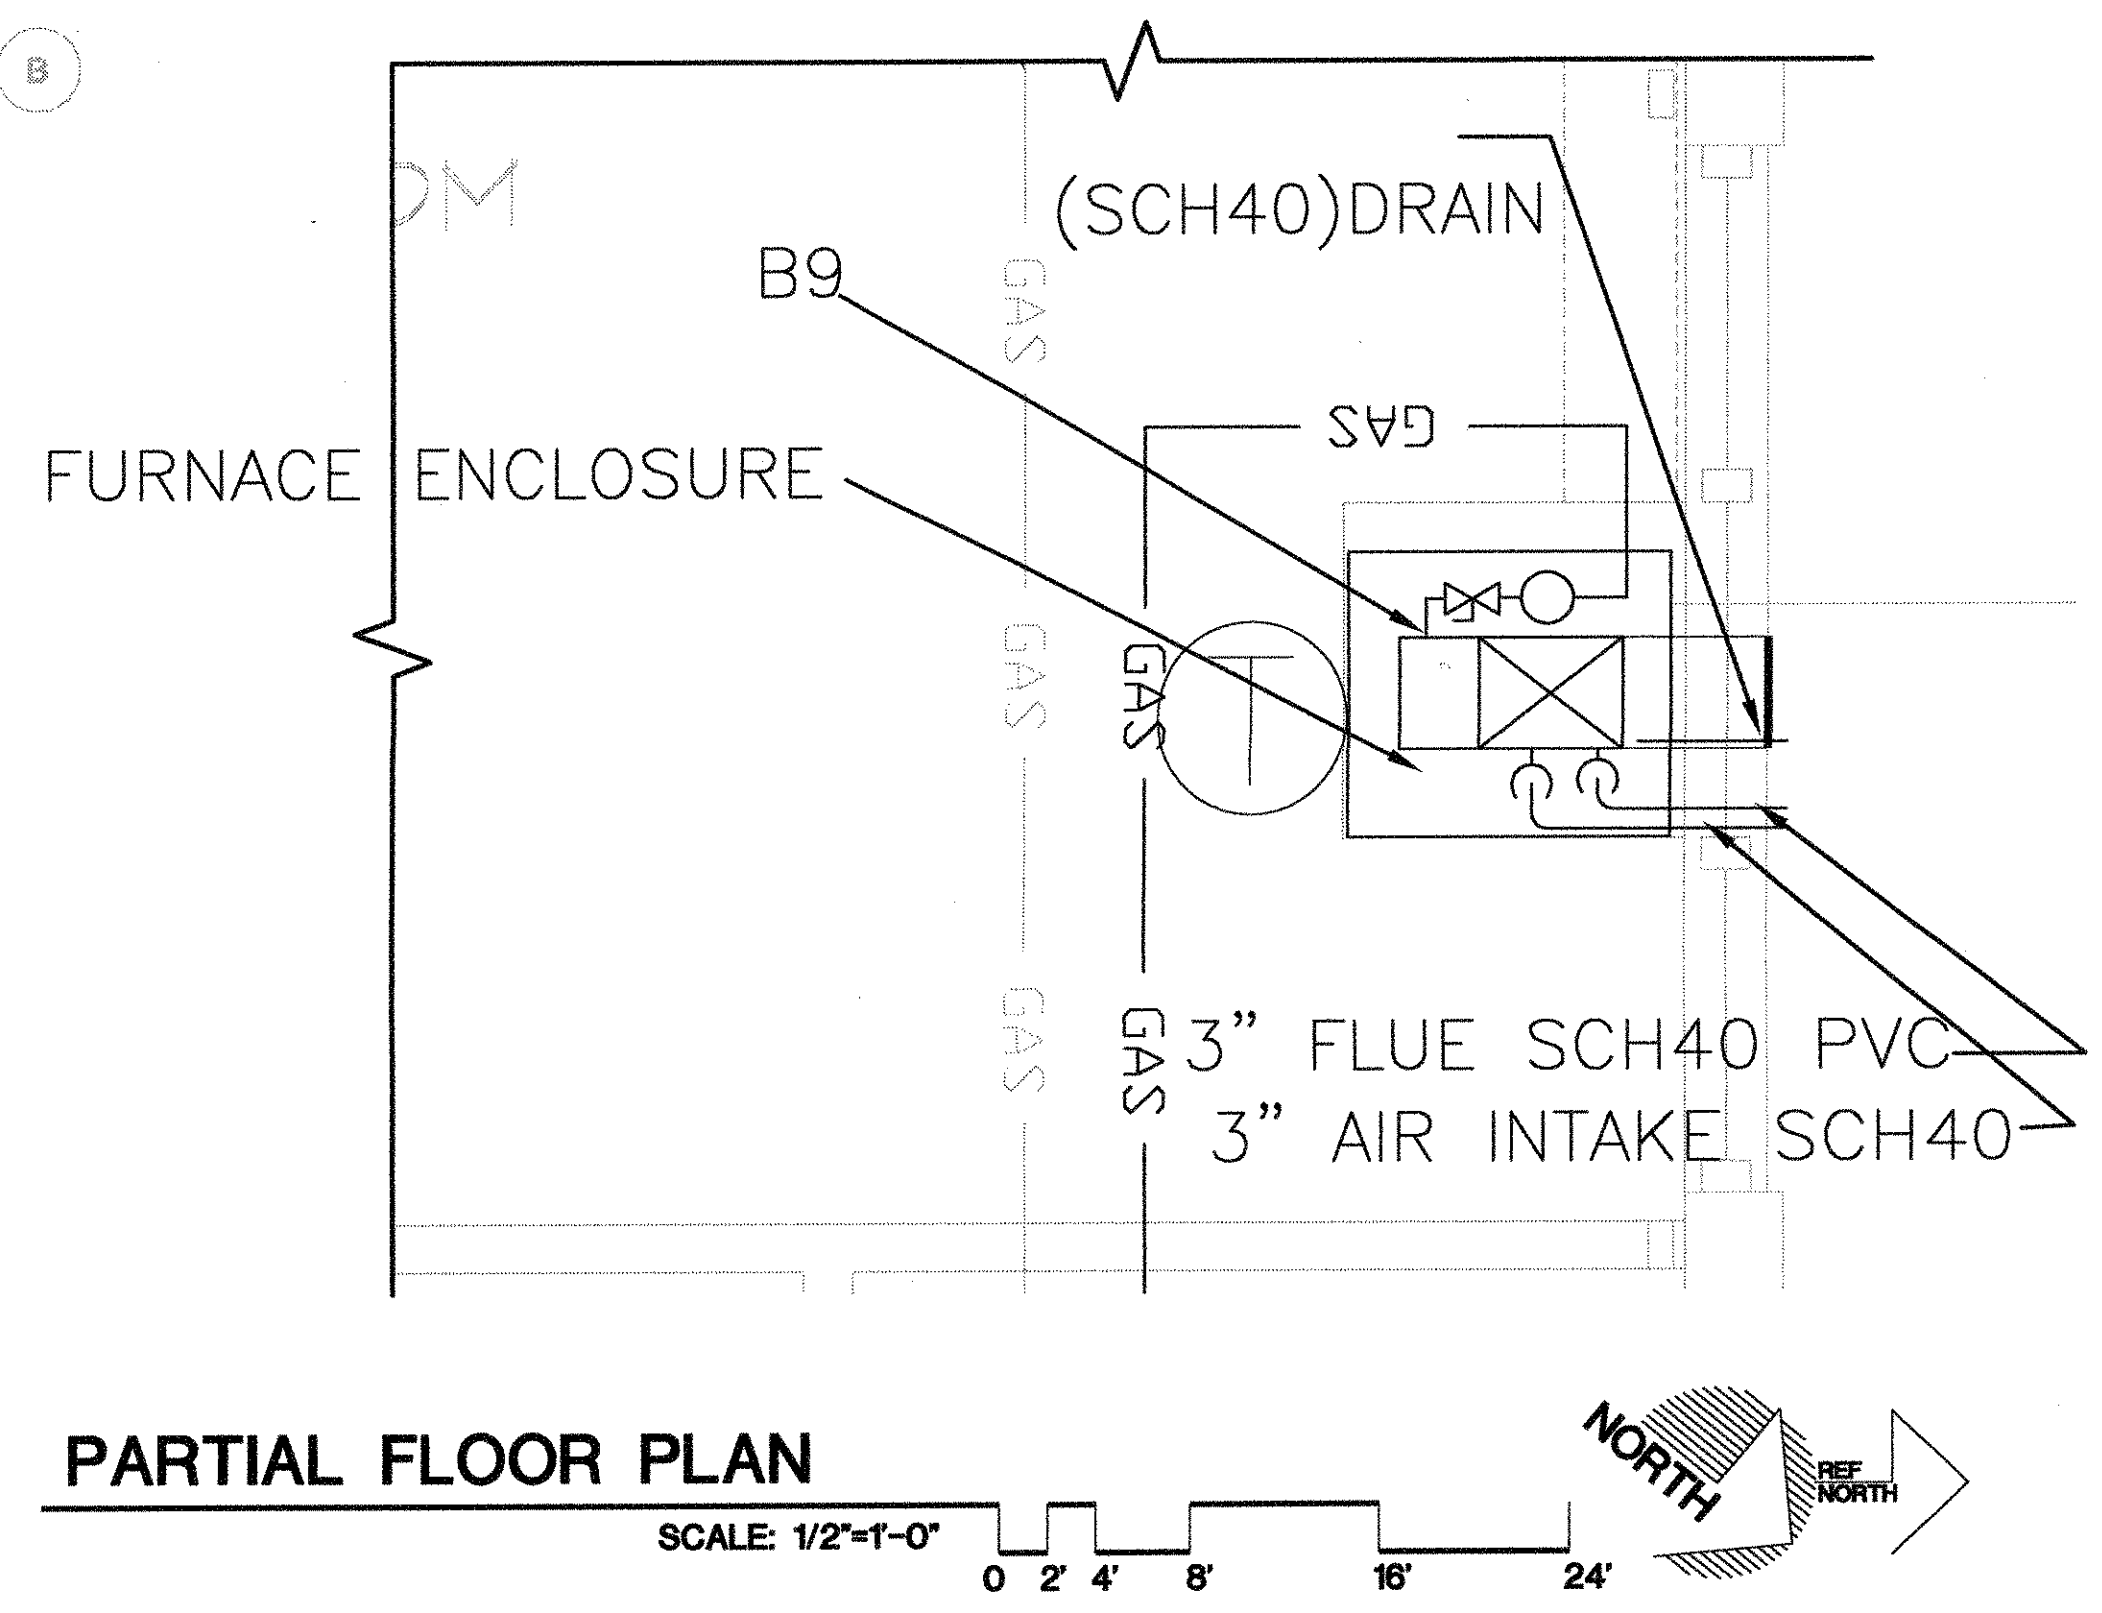 B
OM
(SCH40)DRAIN
B9
GAS
GAS
FURNACE ENCLOSURE
GAS
GAS
T
GAS
GAS
3” FLUE SCH40 PVC
3” AIR INTAKE SCH40
PARTIAL FLOOR PLAN
SCALE: 1/2"=1'-0"
0 2' 4' 8' 16' 24'
NORTH
REF
NORTH